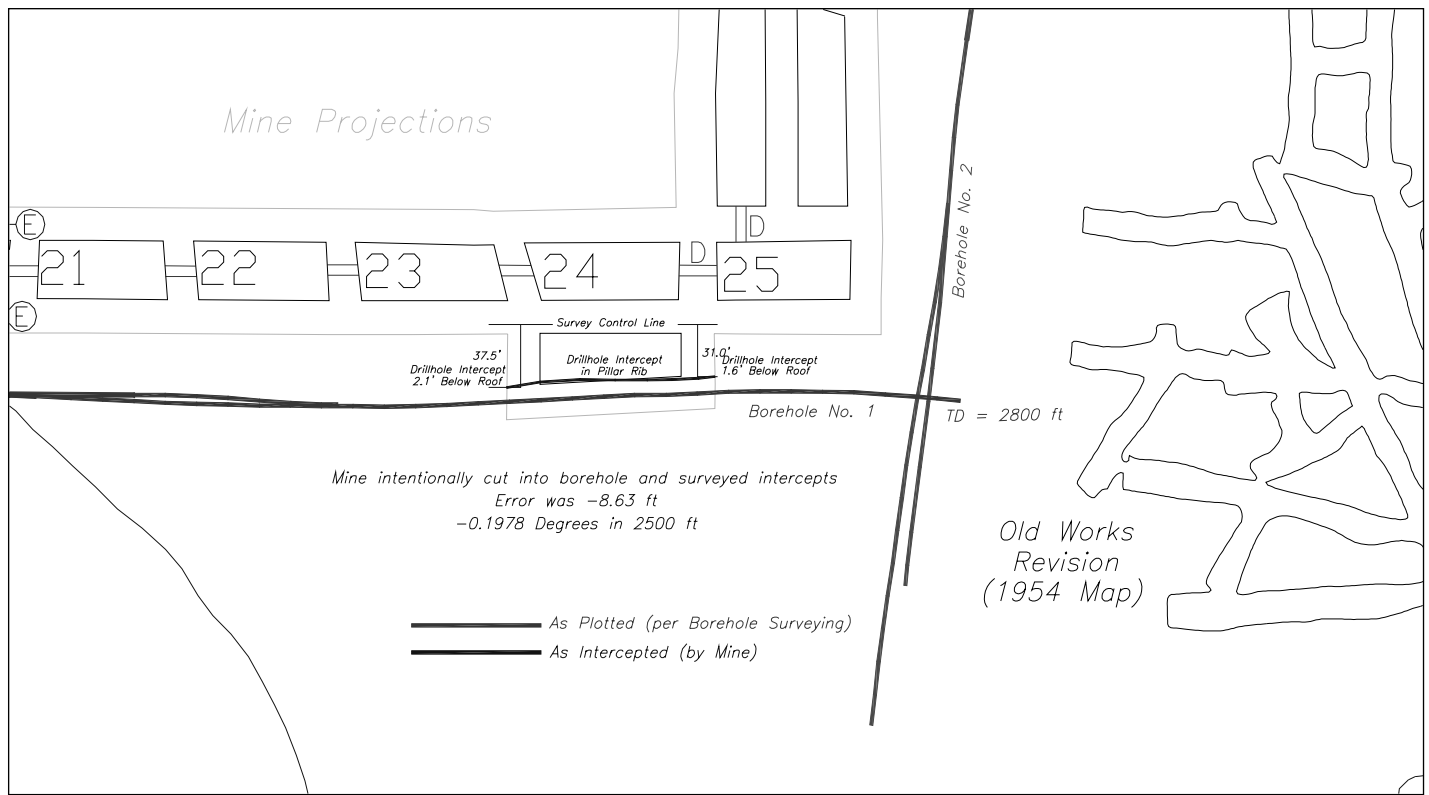 Mine Projections
Borehole No. 2
E
D
D
21
22
23
24
25
E
Survey Control Line
37.5'
Drillhole Intercept
2.1' Below Roof
Drillhole Intercept
in Pillar Rib
31.0'
Drillhole Intercept
1.6' Below Roof
Borehole No. 1
TD = 2800 ft
Mine intentionally cut into borehole and surveyed intercepts
Error was -8.63 ft
-0.1978 Degrees in 2500 ft
Old Works
Revision
(1954 Map)
As Plotted (per Borehole Surveying)
As Intercepted (by Mine)